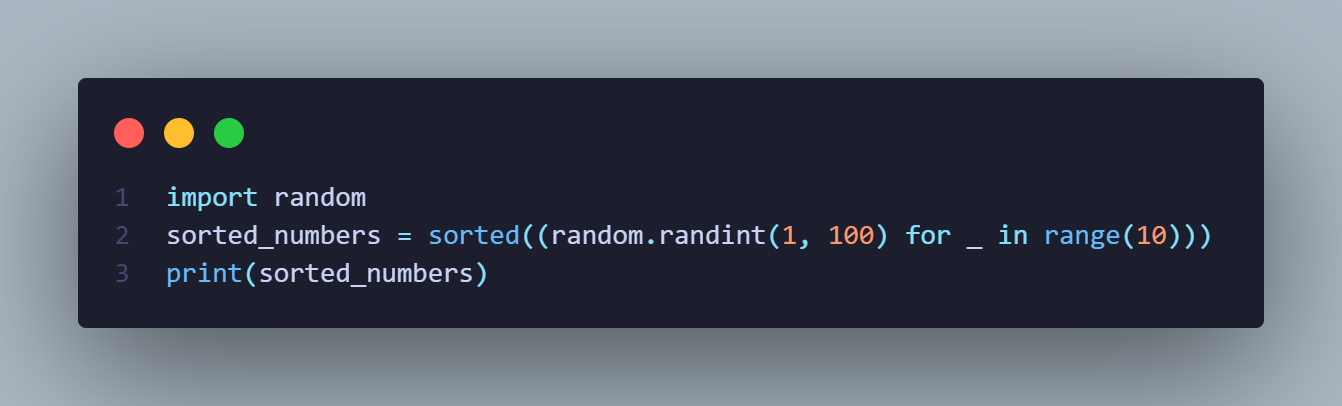 1 import random
2 sorted_numbers = sorted((random.randint(1, 100) for _ in range(10)))
3 print(sorted_numbers)